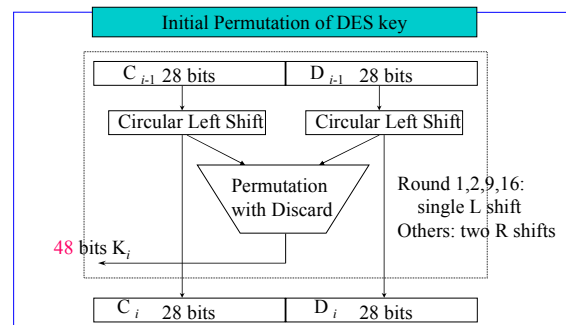 Initial Permutation of DES key
C i-1 28 bits
D i-1 28 bits
Circular Left Shift
Circular Left Shift
Permutation
with Discard
Round 1,2,9,16:
single L shift
Others: two R shifts
48 bits Ki
C i 28 bits
D i 28 bits